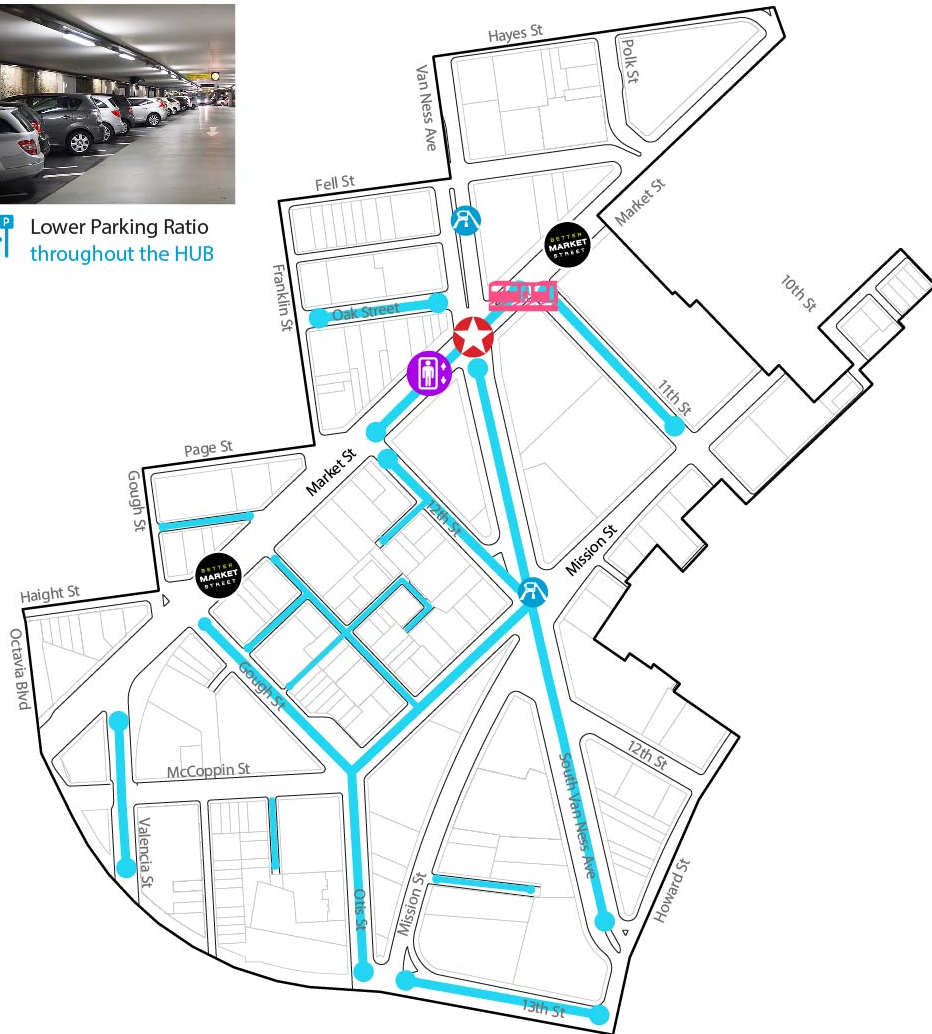 Hayes St
Polk St
Van Ness Ave
Fell St
Market St
P
Lower Parking Ratio
throughout the HUB
BETTER
MARKET
STREET
Franklin St
10th St
Oak Street
11th St
Page St
Market St
Gough St
12th St
Mission St
BETTER
MARKET
STREET
Haight St
Octavia Blvd
Gough St
12th St
McCoppin St
South Van Ness Ave
Valencia St
Otis St
Mission St
Howard St
13th St